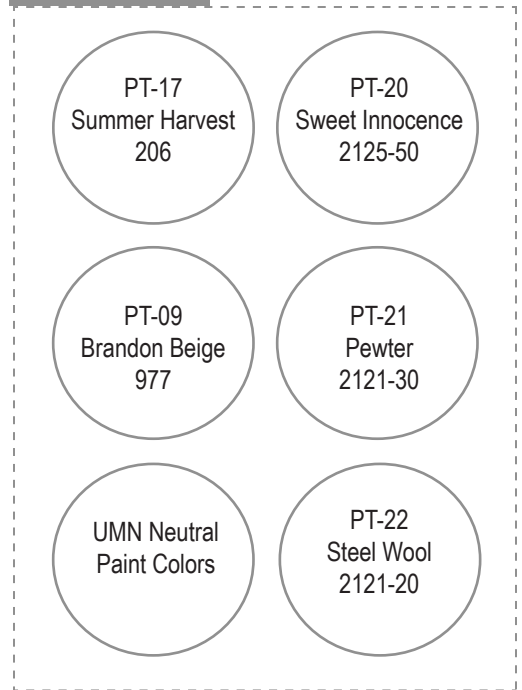 PT-17
Summer Harvest
206
PT-20
Sweet Innocence
2125-50
PT-09
Brandon Beige
977
PT-21
Pewter
2121-30
UMN Neutral
Paint Colors
PT-22
Steel Wool
2121-20